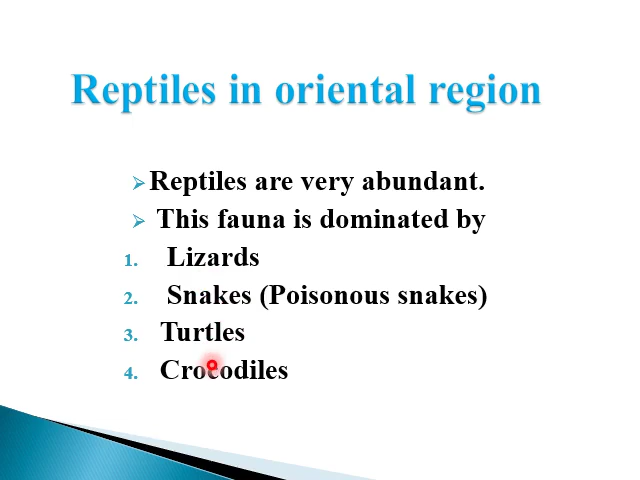 Reptiles in oriental region
➢ Reptiles are very abundant.
➢ This fauna is dominated by
1. Lizards
2. Snakes (Poisonous snakes)
3. Turtles
4. Crocodiles